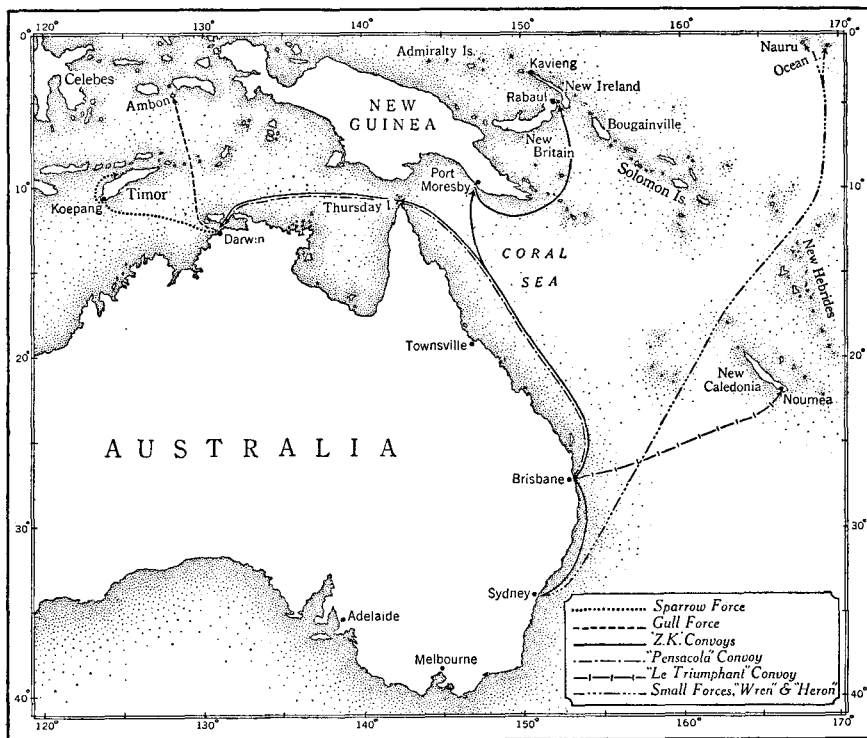 120° 130° 140° 150° 160° 170°
0° 0°
Admiralty Is.
Kavieng
Nauru
Ocean I.
Celebes
Ambon
NEW
GUINEA
Rabaul
New Ireland
Bougainville
New
Britain
Solomon Is.
Timor
Koepang
Port
Moresby
10° 10°
Thursday I.
Darwin
CORAL
SEA
New Hebrides
Townsville
20° 20°
New
Caledonia
Noumea
AUSTRALIA
Brisbane
30° 30°
Sydney
Adelaide
Melbourne
Sparrow Force
Gull Force
"Z.K." Convoys
"Pensacola" Convoy
"Le Triumphant" Convoy
Small Forces, "Wren" & "Heron"
40° 40°
120° 130° 140° 150° 160° 170°